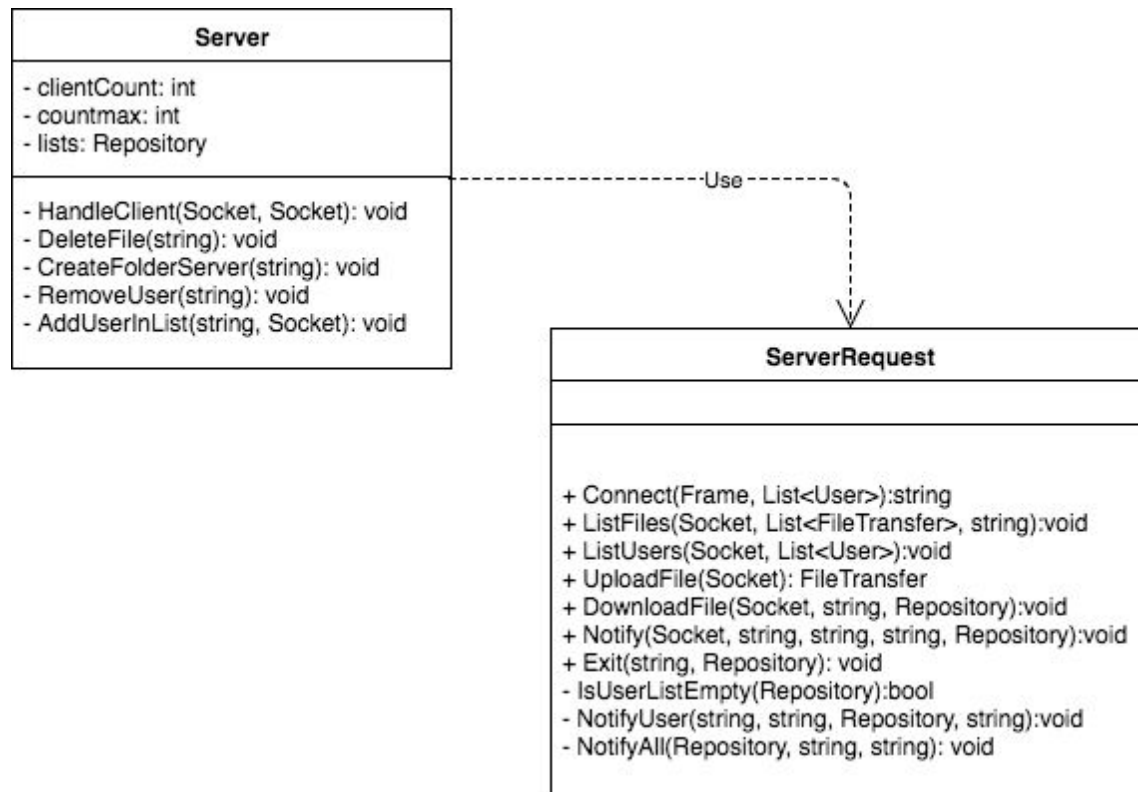 Server
- clientCount: int
- countmax: int
- lists: Repository
- HandleClient(Socket, Socket): void
- DeleteFile(string): void
- CreateFolderServer(string): void
- RemoveUser(string): void
- AddUserInList(string, Socket): void
Use
ServerRequest
+ Connect(Frame, List<User>):string
+ ListFiles(Socket, List<FileTransfer>, string):void
+ ListUsers(Socket, List<User>):void
+ UploadFile(Socket): FileTransfer
+ DownloadFile(Socket, string, Repository):void
+ Notify(Socket, string, string, string, Repository):void
+ Exit(string, Repository): void
- IsUserListEmpty(Repository):bool
- NotifyUser(string, string, Repository, string):void
- NotifyAll(Repository, string, string): void